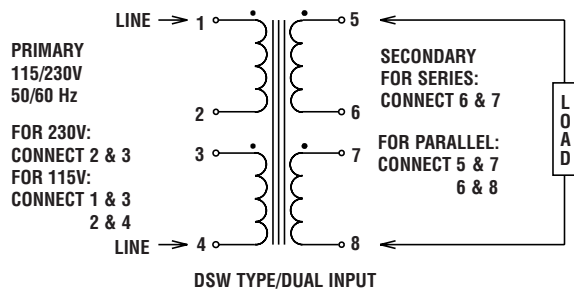 LINE 1 5
PRIMARY
115/230V
50/60 Hz
2 6
FOR 230V:
CONNECT 2 & 3
FOR 115V:
CONNECT 1 & 3
2 & 4
3 7
LINE 4 8
SECONDARY
FOR SERIES:
CONNECT 6 & 7
FOR PARALLEL:
CONNECT 5 & 7
6 & 8
LOAD
DSW TYPE/DUAL INPUT